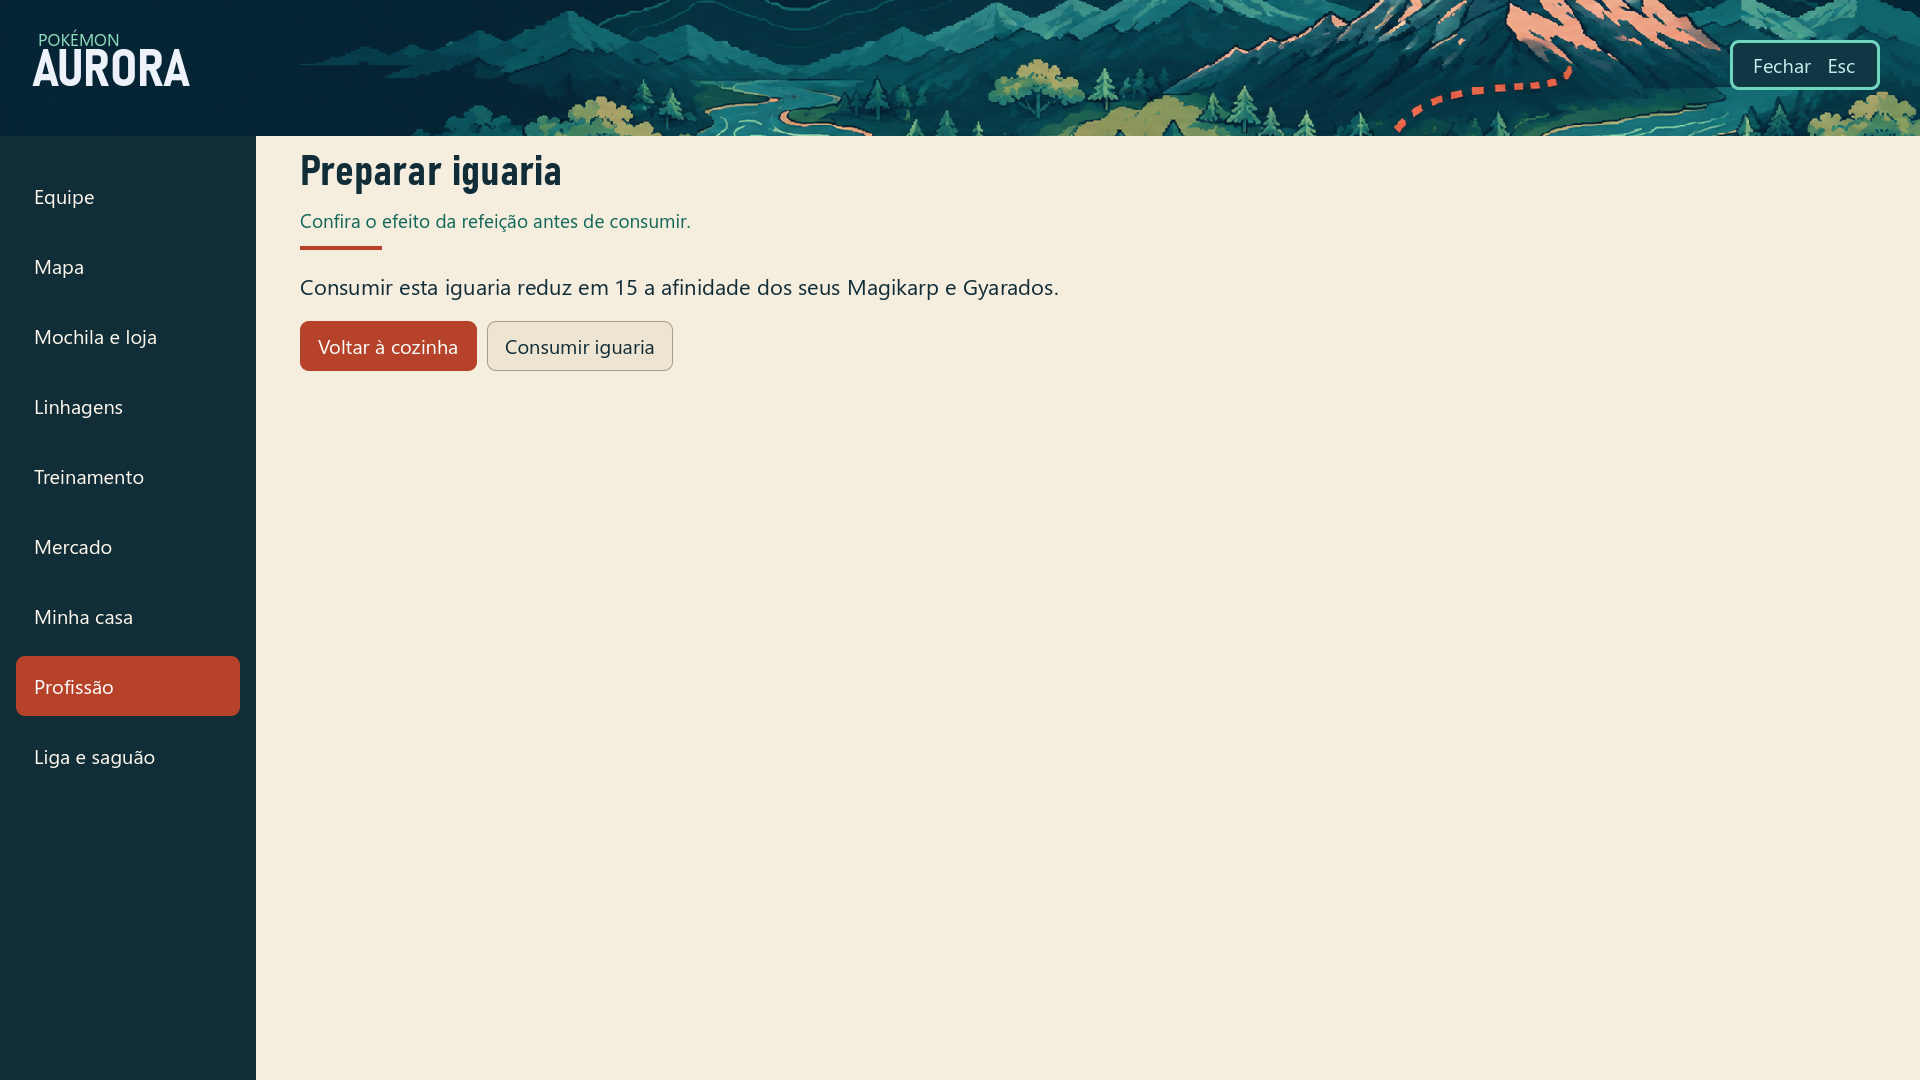 POKÉMON
AURORA
Fechar Esc
Equipe
Mapa
Mochila e loja
Linhagens
Treinamento
Mercado
Minha casa
Profissão
Liga e saguão
Preparar iguaria
Confira o efeito da refeição antes de consumir.
Consumir esta iguaria reduz em 15 a afinidade dos seus Magikarp e Gyarados.
Voltar à cozinha
Consumir iguaria